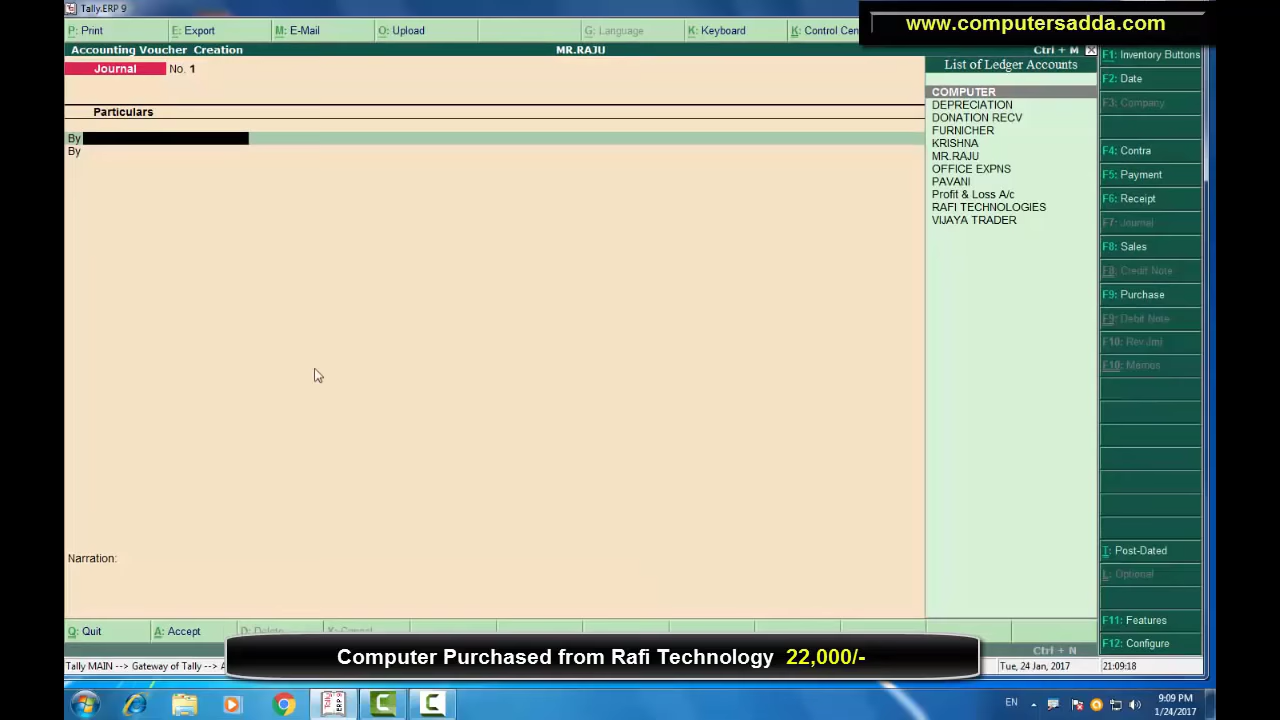 Tally.ERP 9
www.computersadda.com
P: Print E: Export M: E-Mail O: Upload G: Language K: Keyboard K: Control Cen
Accounting Voucher Creation MR.RAJU Ctrl + M
Journal No. 1
Particulars
By
By
Narration:
List of Ledger Accounts
COMPUTER
DEPRECIATION
DONATION RECV
FURNICHER
KRISHNA
MR.RAJU
OFFICE EXPNS
PAVANI
Profit & Loss A/c
RAFI TECHNOLOGIES
VIJAYA TRADER
F1: Inventory Buttons
F2: Date
F3: Company
F4: Contra
F5: Payment
F6: Receipt
F7: Journal
F8: Sales
F8: Credit Note
F9: Purchase
F9: Debit Note
F10: Rev Jrnl
F10: Memos
T: Post-Dated
L: Optional
F11: Features
F12: Configure
Q: Quit A: Accept D: Delete X: Cancel
Ctrl + N
Computer Purchased from Rafi Technology 22,000/-
Tally MAIN --> Gateway of Tally --> A
Tue, 24 Jan, 2017 21:09:18
EN
9:09 PM
1/24/2017